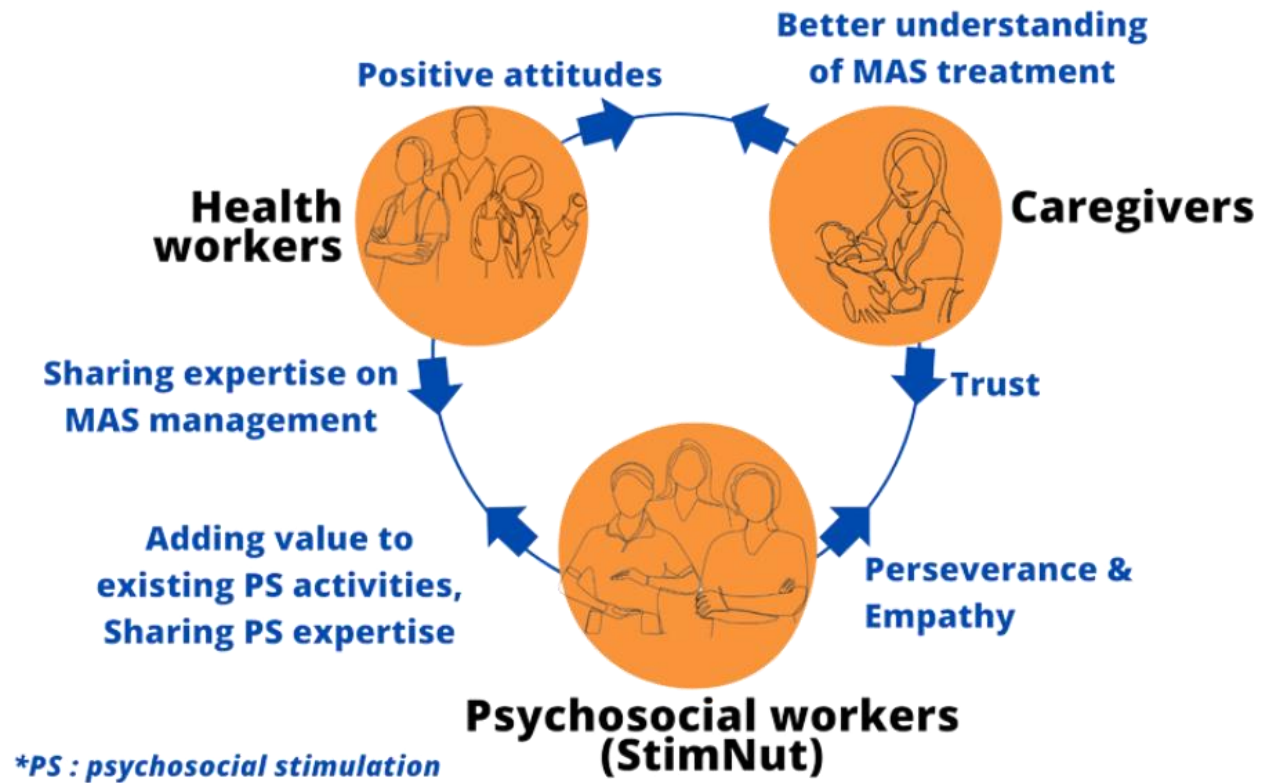 Better understanding
of MAS treatment
Positive attitudes
Health
workers
Caregivers
Sharing expertise on
MAS management
Trust
Adding value to
existing PS activities,
Sharing PS expertise
Perseverance &
Empathy
Psychosocial workers
(StimNut)
*PS : psychosocial stimulation